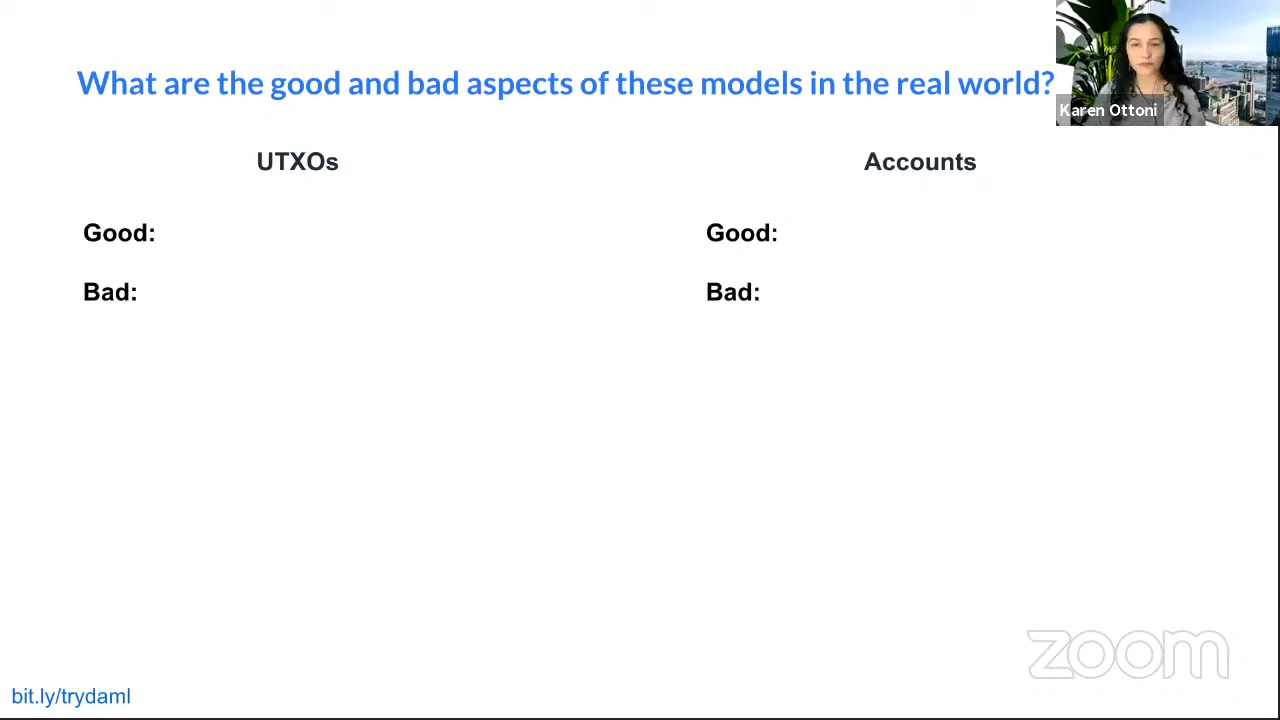 What are the good and bad aspects of these models in the real world?
Karen Ottoni
UTXOs
Accounts
Good:
Good:
Bad:
Bad:
zoom
bit.ly/trydaml